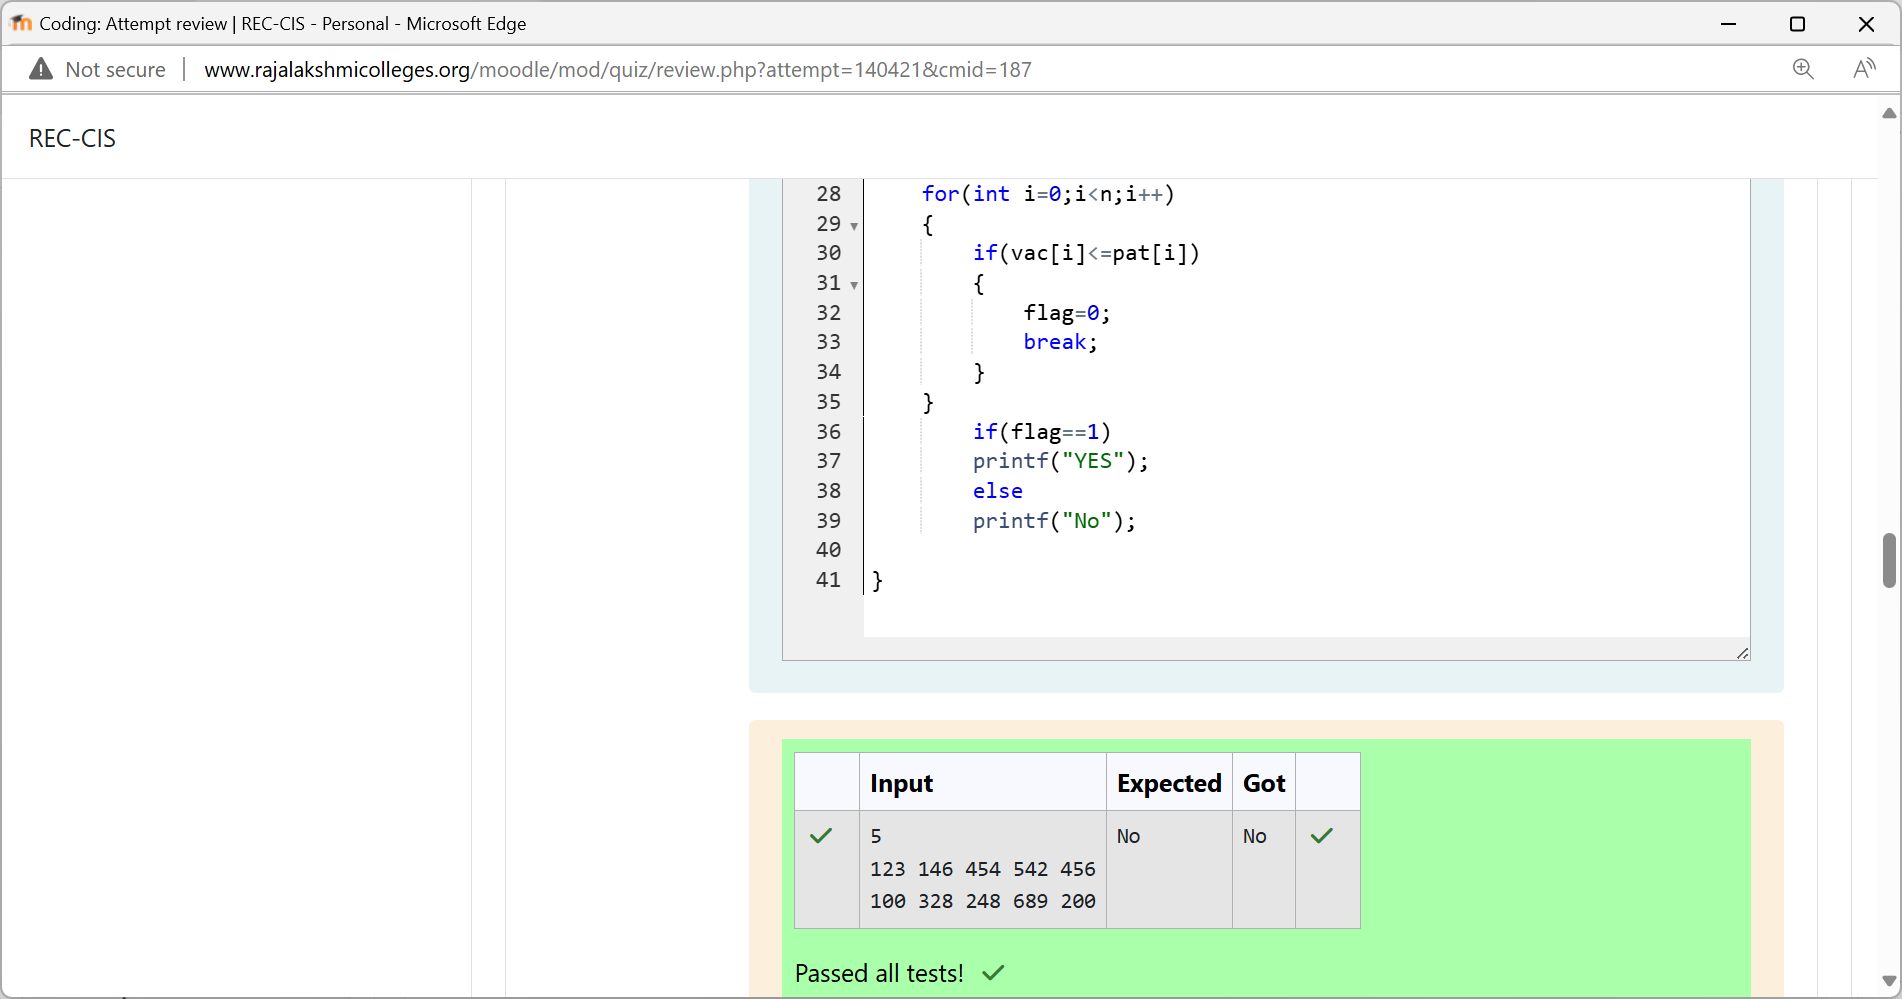 Coding: Attempt review | REC-CIS - Personal - Microsoft Edge
Not secure www.rajalakshmicolleges.org/moodle/mod/quiz/review.php?attempt=140421&cmid=187
REC-CIS
28 for(int i=0;i<n;i++)
29 {
30 if(vac[i]<=pat[i])
31 {
32 flag=0;
33 break;
34 }
35 }
36 if(flag==1)
37 printf("YES");
38 else
39 printf("No");
40
41 }
Input Expected Got
5 No No
123 146 454 542 456
100 328 248 689 200
Passed all tests!